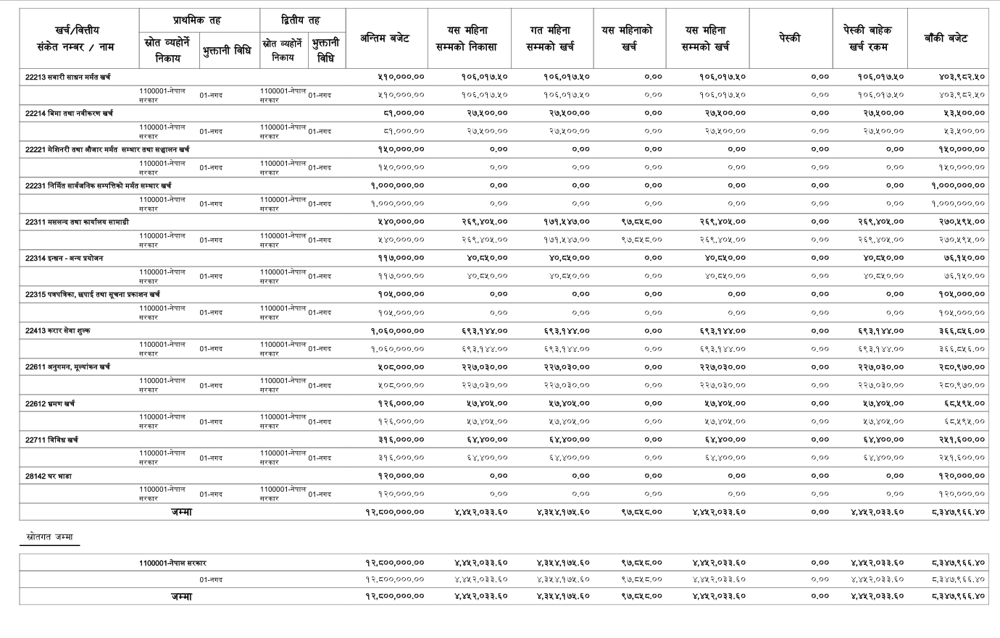 खर्च/वित्तीय संकेत नम्बर / नाम प्राथमिक तह द्वितीय तह अन्तिम बजेट यस महिना सम्मको निकासा गत महिना सम्मको खर्च यस महिनाको खर्च यस महिना सम्मको खर्च पेस्की पेस्की बाहेक खर्च रकम बाँकी बजेट
स्रोत व्यहोर्ने निकाय भुक्तानी विधि स्रोत व्यहोर्ने निकाय भुक्तानी विधि
22213 सवारी साधन मर्मत खर्च ५१०,०००.०० १०६,०१७.५० १०६,०१७.५० ०.०० १०६,०१७.५० ०.०० १०६,०१७.५० ४०३,९८२.५०
1100001-नेपाल सरकार 01-नगद 1100001-नेपाल सरकार 01-नगद ५१०,०००.०० १०६,०१७.५० १०६,०१७.५० ०.०० १०६,०१७.५० ०.०० १०६,०१७.५० ४०३,९८२.५०
22214 बिमा तथा नवीकरण खर्च ८१,०००.०० २७,५००.०० २७,५००.०० ०.०० २७,५००.०० ०.०० २७,५००.०० ५३,५००.००
1100001-नेपाल सरकार 01-नगद 1100001-नेपाल सरकार 01-नगद ८१,०००.०० २७,५००.०० २७,५००.०० ०.०० २७,५००.०० ०.०० २७,५००.०० ५३,५००.००
22221 मेशिनरी तथा औजार मर्मत सम्भार तथा सञ्चालन खर्च १५०,०००.०० ०.०० ०.०० ०.०० ०.०० ०.०० ०.०० १५०,०००.००
1100001-नेपाल सरकार 01-नगद 1100001-नेपाल सरकार 01-नगद १५०,०००.०० ०.०० ०.०० ०.०० ०.०० ०.०० ०.०० १५०,०००.००
22231 निर्मित सार्वजनिक सम्पत्तिको मर्मत सम्भार खर्च १,०००,०००.०० ०.०० ०.०० ०.०० ०.०० ०.०० ०.०० १,०००,०००.००
1100001-नेपाल सरकार 01-नगद 1100001-नेपाल सरकार 01-नगद १,०००,०००.०० ०.०० ०.०० ०.०० ०.०० ०.०० ०.०० १,०००,०००.००
22311 मसलन्द तथा कार्यालय सामाग्री ५४०,०००.०० २६९,४०५.०० १७१,५४७.०० ९७,८५८.०० २६९,४०५.०० ०.०० २६९,४०५.०० २७०,५९५.००
1100001-नेपाल सरकार 01-नगद 1100001-नेपाल सरकार 01-नगद ५४०,०००.०० २६९,४०५.०० १७१,५४७.०० ९७,८५८.०० २६९,४०५.०० ०.०० २६९,४०५.०० २७०,५९५.००
22314 इन्धन - अन्य प्रयोजन ११७,०००.०० ४०,८५०.०० ४०,८५०.०० ०.०० ४०,८५०.०० ०.०० ४०,८५०.०० ७६,१५०.००
1100001-नेपाल सरकार 01-नगद 1100001-नेपाल सरकार 01-नगद ११७,०००.०० ४०,८५०.०० ४०,८५०.०० ०.०० ४०,८५०.०० ०.०० ४०,८५०.०० ७६,१५०.००
22315 पत्रपत्रिका, छपाई तथा सूचना प्रकाशन खर्च १०५,०००.०० ०.०० ०.०० ०.०० ०.०० ०.०० ०.०० १०५,०००.००
1100001-नेपाल सरकार 01-नगद 1100001-नेपाल सरकार 01-नगद १०५,०००.०० ०.०० ०.०० ०.०० ०.०० ०.०० ०.०० १०५,०००.००
22413 करार सेवा शुल्क १,०६०,०००.०० ६९३,१४४.०० ६९३,१४४.०० ०.०० ६९३,१४४.०० ०.०० ६९३,१४४.०० ३६६,८५६.००
1100001-नेपाल सरकार 01-नगद 1100001-नेपाल सरकार 01-नगद १,०६०,०००.०० ६९३,१४४.०० ६९३,१४४.०० ०.०० ६९३,१४४.०० ०.०० ६९३,१४४.०० ३६६,८५६.००
22611 अनुगमन, मूल्यांकन खर्च ५०८,०००.०० २२७,०३०.०० २२७,०३०.०० ०.०० २२७,०३०.०० ०.०० २२७,०३०.०० २८०,९७०.००
1100001-नेपाल सरकार 01-नगद 1100001-नेपाल सरकार 01-नगद ५०८,०००.०० २२७,०३०.०० २२७,०३०.०० ०.०० २२७,०३०.०० ०.०० २२७,०३०.०० २८०,९७०.००
22612 भ्रमण खर्च १२६,०००.०० ५७,४०५.०० ५७,४०५.०० ०.०० ५७,४०५.०० ०.०० ५७,४०५.०० ६८,५९५.००
1100001-नेपाल सरकार 01-नगद 1100001-नेपाल सरकार 01-नगद १२६,०००.०० ५७,४०५.०० ५७,४०५.०० ०.०० ५७,४०५.०० ०.०० ५७,४०५.०० ६८,५९५.००
22711 विविध खर्च ३१६,०००.०० ६४,४००.०० ६४,४००.०० ०.०० ६४,४००.०० ०.०० ६४,४००.०० २५१,६००.००
1100001-नेपाल सरकार 01-नगद 1100001-नेपाल सरकार 01-नगद ३१६,०००.०० ६४,४००.०० ६४,४००.०० ०.०० ६४,४००.०० ०.०० ६४,४००.०० २५१,६००.००
28142 घर भाडा १२०,०००.०० ०.०० ०.०० ०.०० ०.०० ०.०० ०.०० १२०,०००.००
1100001-नेपाल सरकार 01-नगद 1100001-नेपाल सरकार 01-नगद १२०,०००.०० ०.०० ०.०० ०.०० ०.०० ०.०० ०.०० १२०,०००.००
जम्मा १२,८००,०००.०० ४,४५२,०३३.६० ४,३५४,१७५.६० ९७,८५८.०० ४,४५२,०३३.६० ०.०० ४,४५२,०३३.६० ८,३४७,९६६.४०
स्रोतगत जम्मा
1100001-नेपाल सरकार १२,८००,०००.०० ४,४५२,०३३.६० ४,३५४,१७५.६० ९७,८५८.०० ४,४५२,०३३.६० ०.०० ४,४५२,०३३.६० ८,३४७,९६६.४०
01-नगद १२,८००,०००.०० ४,४५२,०३३.६० ४,३५४,१७५.६० ९७,८५८.०० ४,४५२,०३३.६० ०.०० ४,४५२,०३३.६० ८,३४७,९६६.४०
जम्मा १२,८००,०००.०० ४,४५२,०३३.६० ४,३५४,१७५.६० ९७,८५८.०० ४,४५२,०३३.६० ०.०० ४,४५२,०३३.६० ८,३४७,९६६.४०